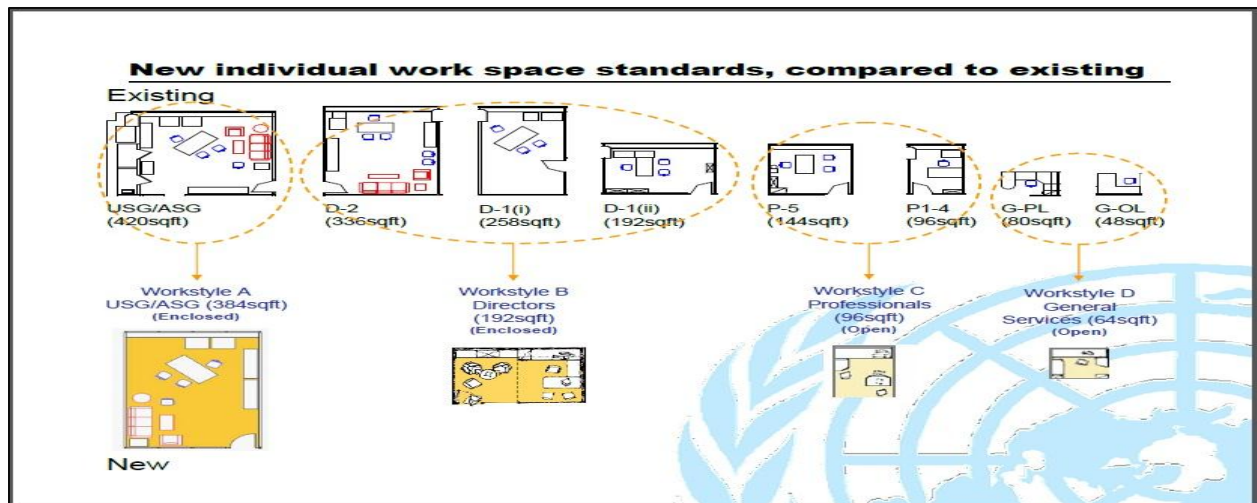 New individual work space standards, compared to existing
Existing
USG/ASG
(420sqft)
D-2
(336sqft)
D-1(i)
(258sqft)
D-1(ii)
(192sqft)
P-5
(144sqft)
P1-4
(96sqft)
G-PL
(80sqft)
G-OL
(48sqft)
Workstyle A
USG/ASG (384sqft)
(Enclosed)
Workstyle B
Directors
(192sqft)
(Enclosed)
Workstyle C
Professionals
(96sqft)
(Open)
Workstyle D
General
Services (64sqft)
(Open)
New